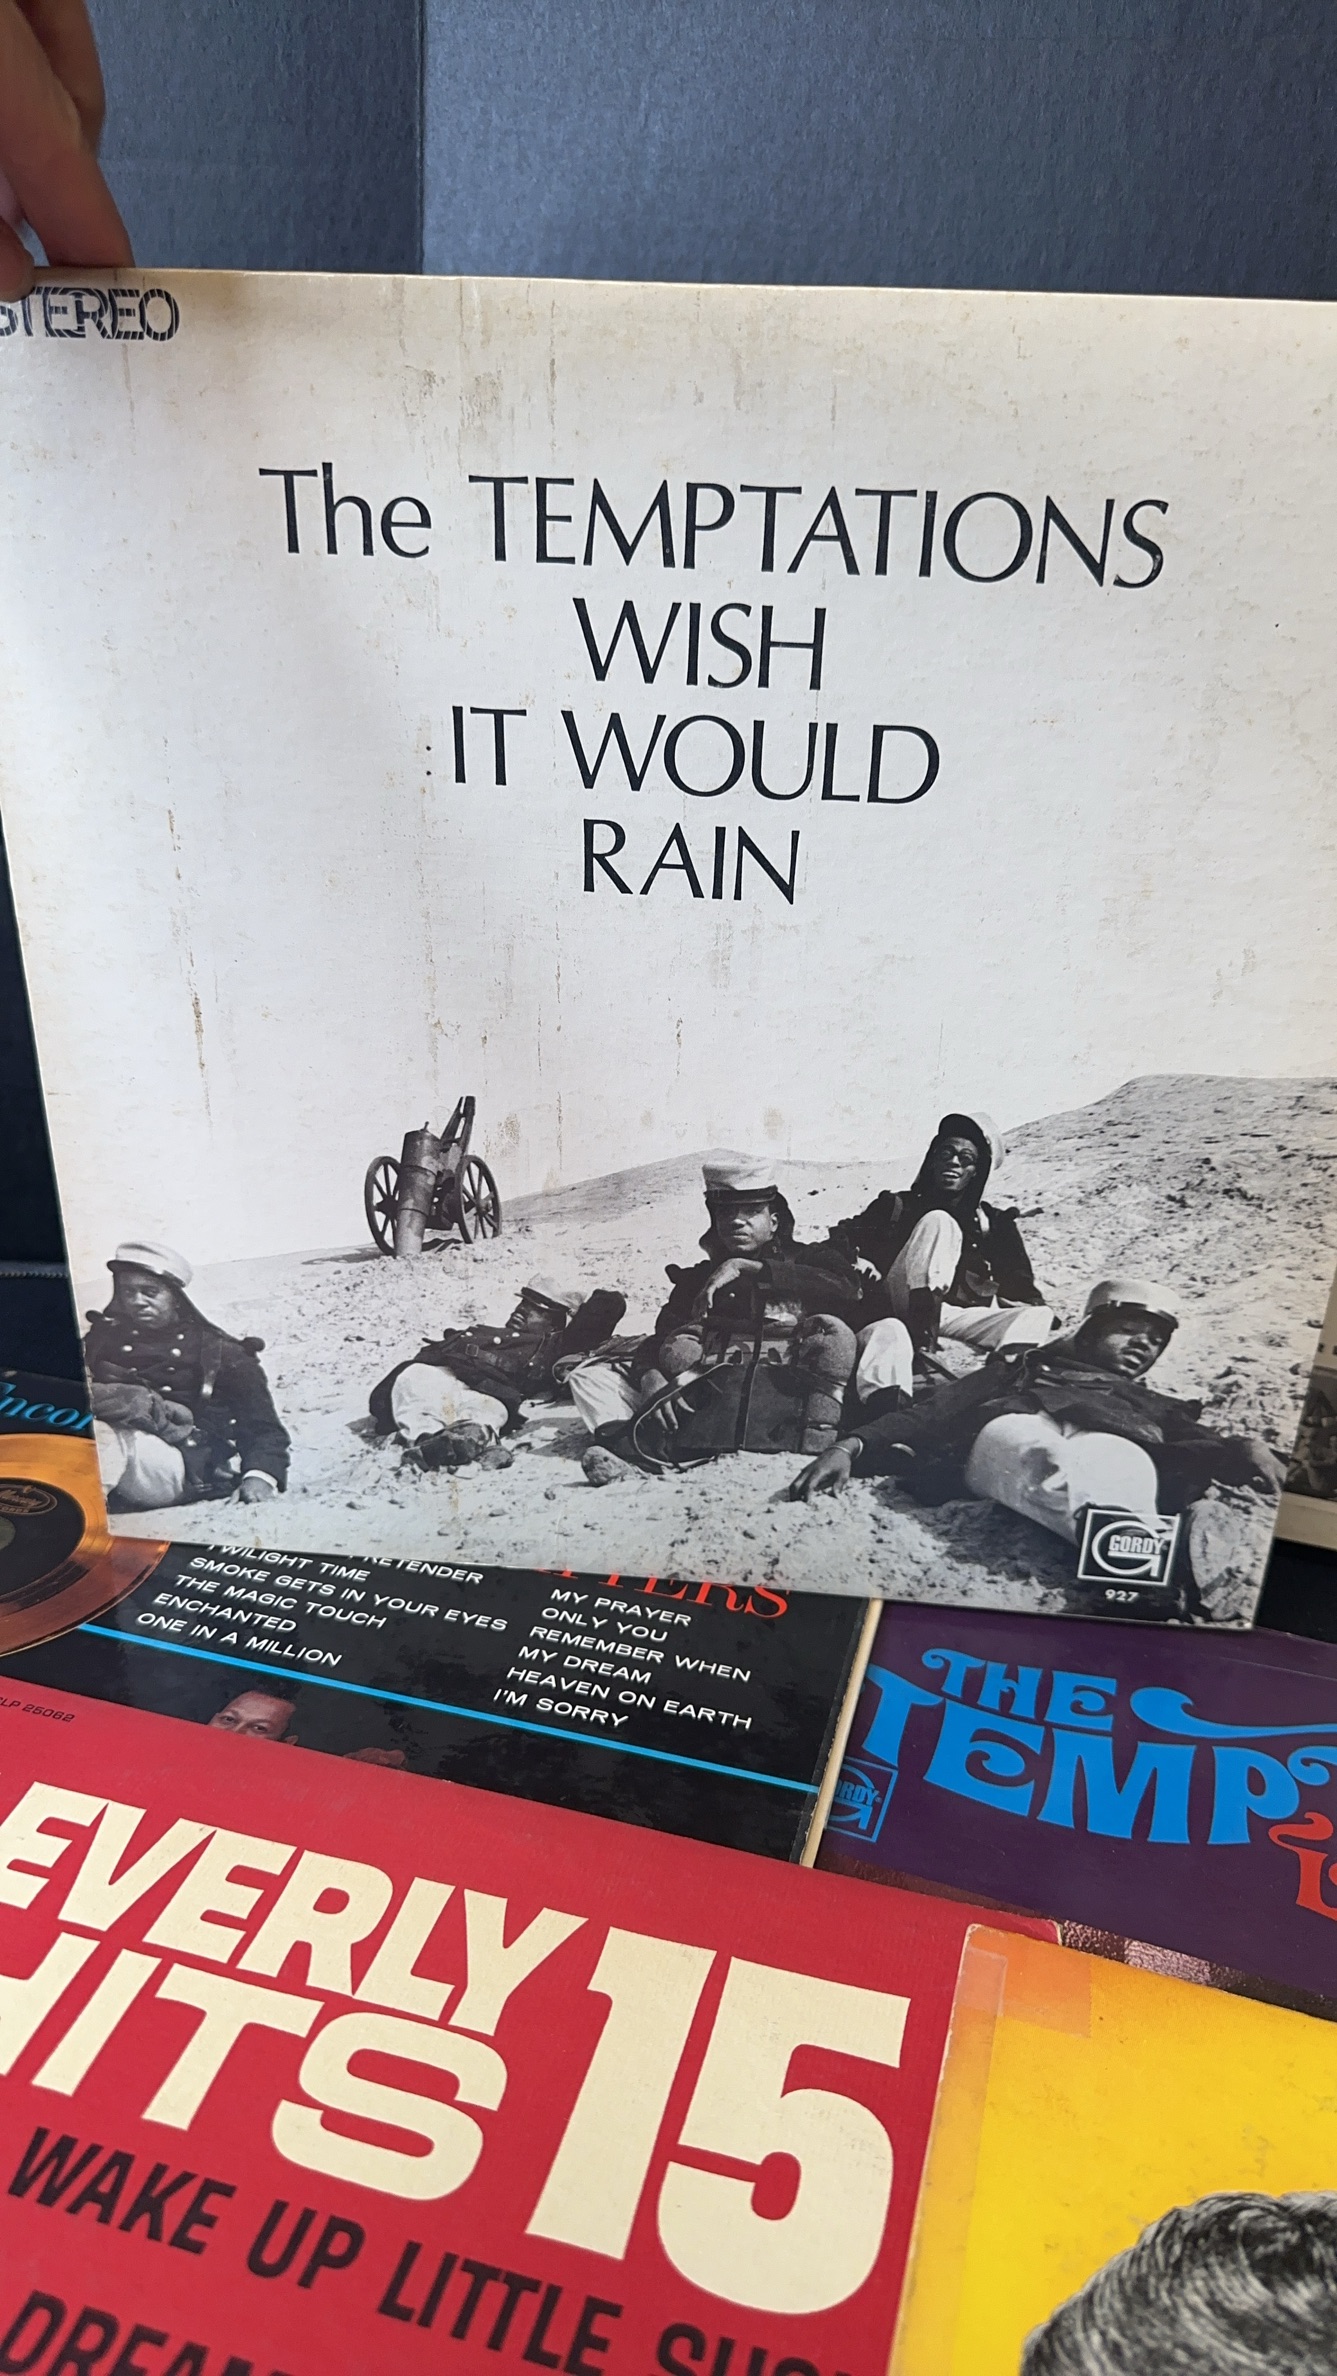 STEREO
The TEMPTATIONS
WISH
IT WOULD
RAIN
GORDY
927
TWILIGHT TIME
SMOKE GETS IN YOUR EYES
THE MAGIC TOUCH
ENCHANTED
ONE IN A MILLION
MY PRAYER
ONLY YOU
REMEMBER WHEN
MY DREAM
HEAVEN ON EARTH
I'M SORRY
LP 25062
THE
TEMP
EVERLY
HITS 15
WAKE UP LITTLE